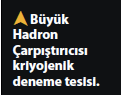 Büyük
Hadron
Çarpıştırıcısı
kriyojenik
deneme tesisi.